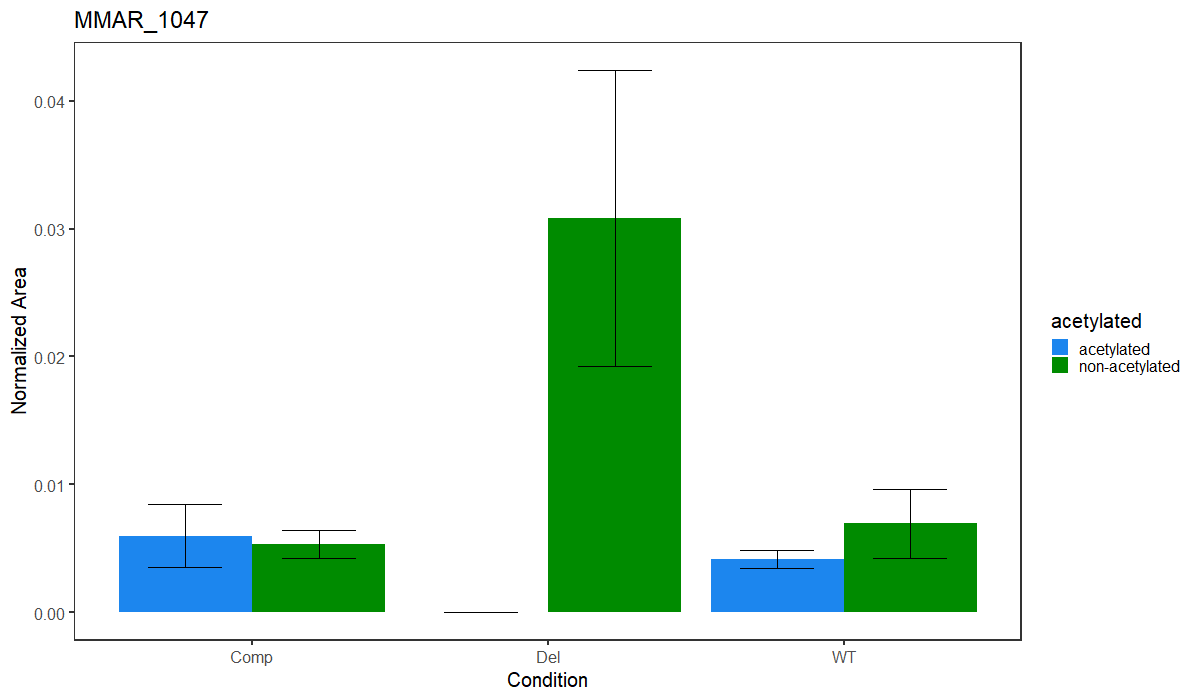 MMAR_1047
0.04
0.03
0.02
0.01
0.00
Normalized Area
Comp
Del
WT
Condition
acetylated
acetylated
non-acetylated